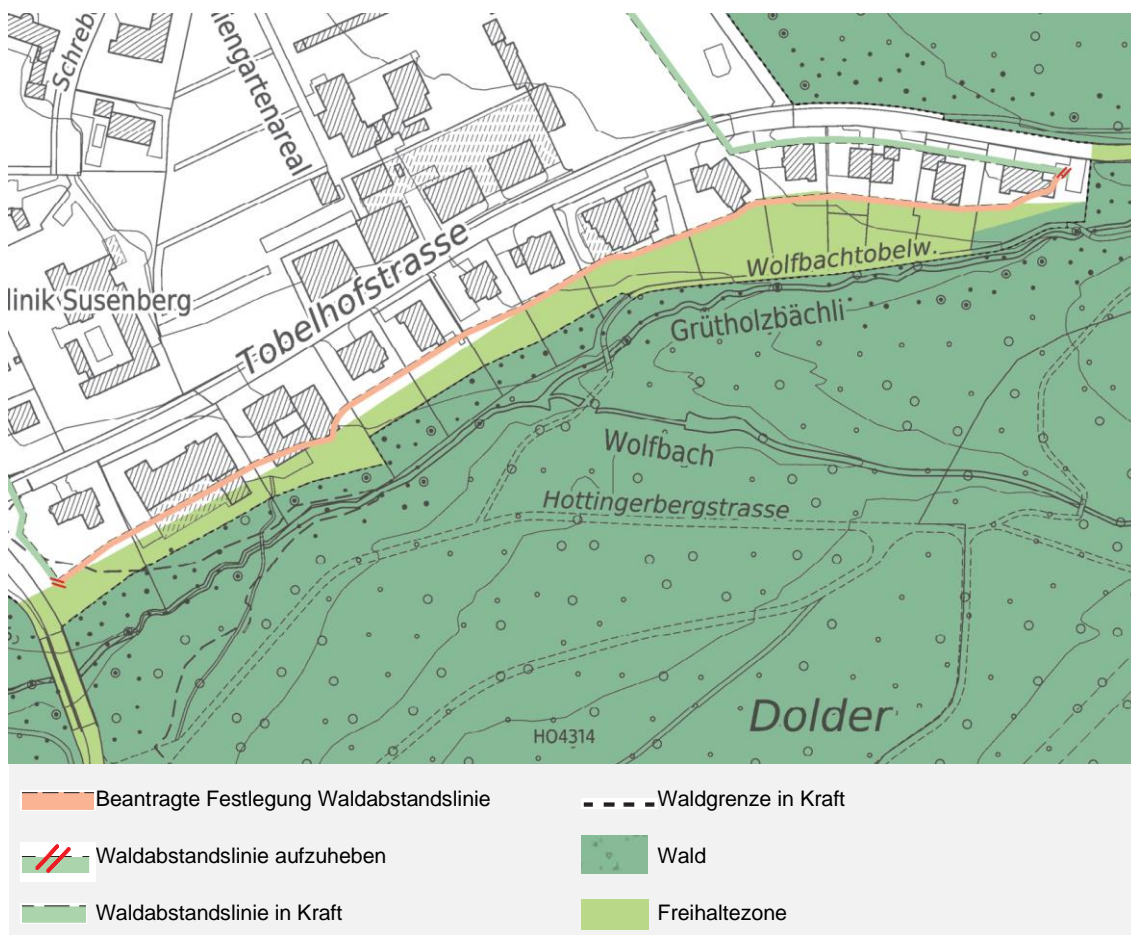 Schreb
iengartenareal
linik Susenberg
Tobelhofstrasse
Wolfbachtobelw.
Grütholzbächli
Wolfbach
Hottingerbergstrasse
Dolder
HO4314
Beantragte Festlegung Waldabstandslinie
Waldgrenze in Kraft
Waldabstandslinie aufzuheben
Wald
Waldabstandslinie in Kraft
Freihaltezone